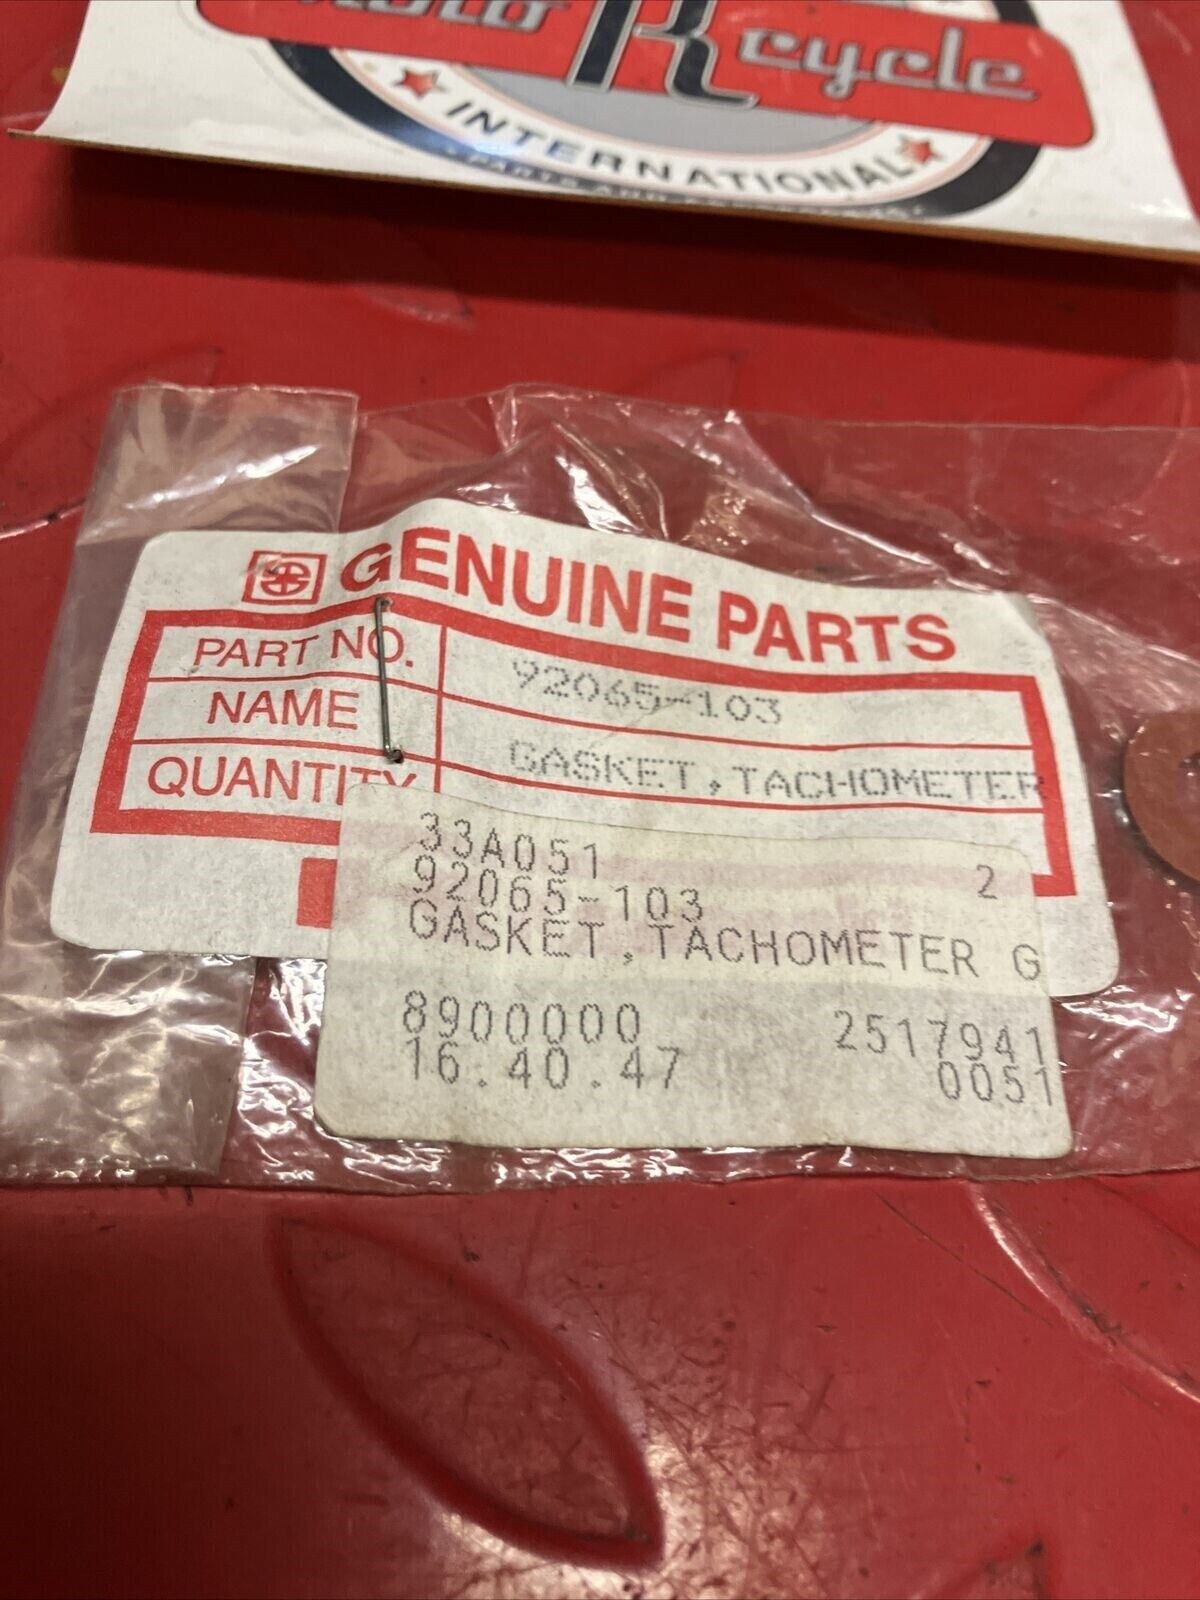 Rcycle
INTERNATIONAL
GENUINE PARTS
PART NO. 92065-103
NAME GASKET,TACHOMETER
QUANTITY
33A051 2
92065-103
GASKET,TACHOMETER G
8900000 2517941
16.40.47 0051